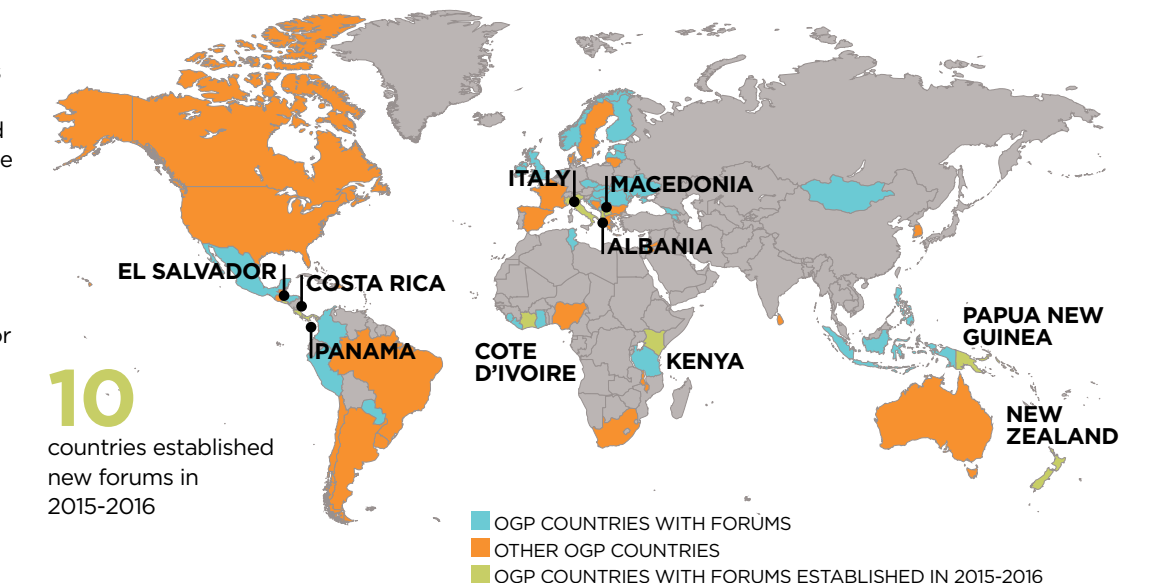 d
e
or
ITALY
MACEDONIA
ALBANIA
EL SALVADOR
COSTA RICA
PANAMA
COTE
D'IVOIRE
KENYA
PAPUA NEW
GUINEA
NEW
ZEALAND
10
countries established
new forums in
2015-2016
OGP COUNTRIES WITH FORUMS
OTHER OGP COUNTRIES
OGP COUNTRIES WITH FORUMS ESTABLISHED IN 2015-2016